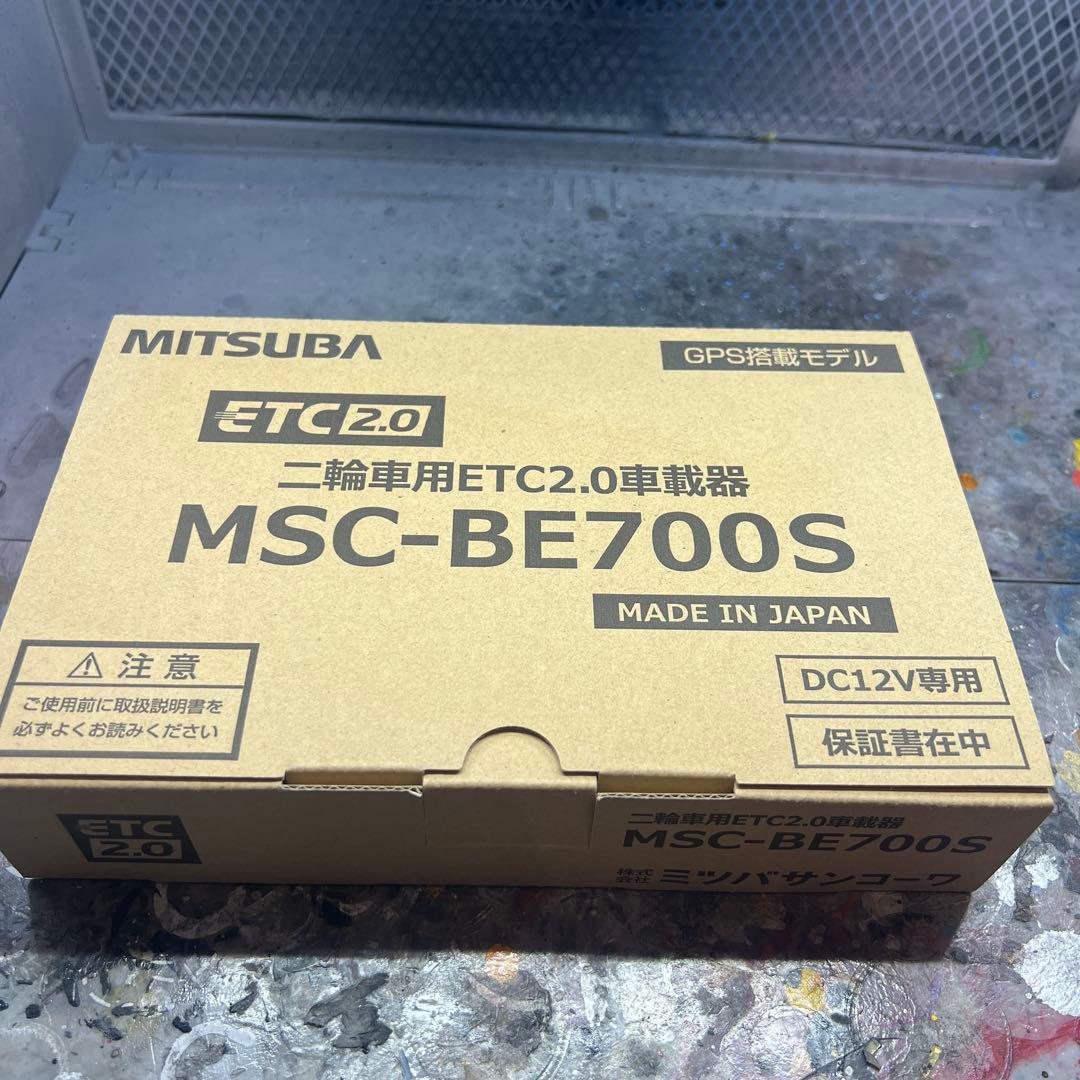 MITSUBA
GPS搭載モデル
ETC 2.0
二輪車用ETC2.0車載器
MSC-BE700S
MADE IN JAPAN
⚠ 注意
ご使用前に取扱説明書を
必ずよくお読みください
DC12V専用
保証書在中
ETC
2.0
二輪車用ETC2.0車載器
MSC-BE700S
株式会社 ミツバサンコーワ